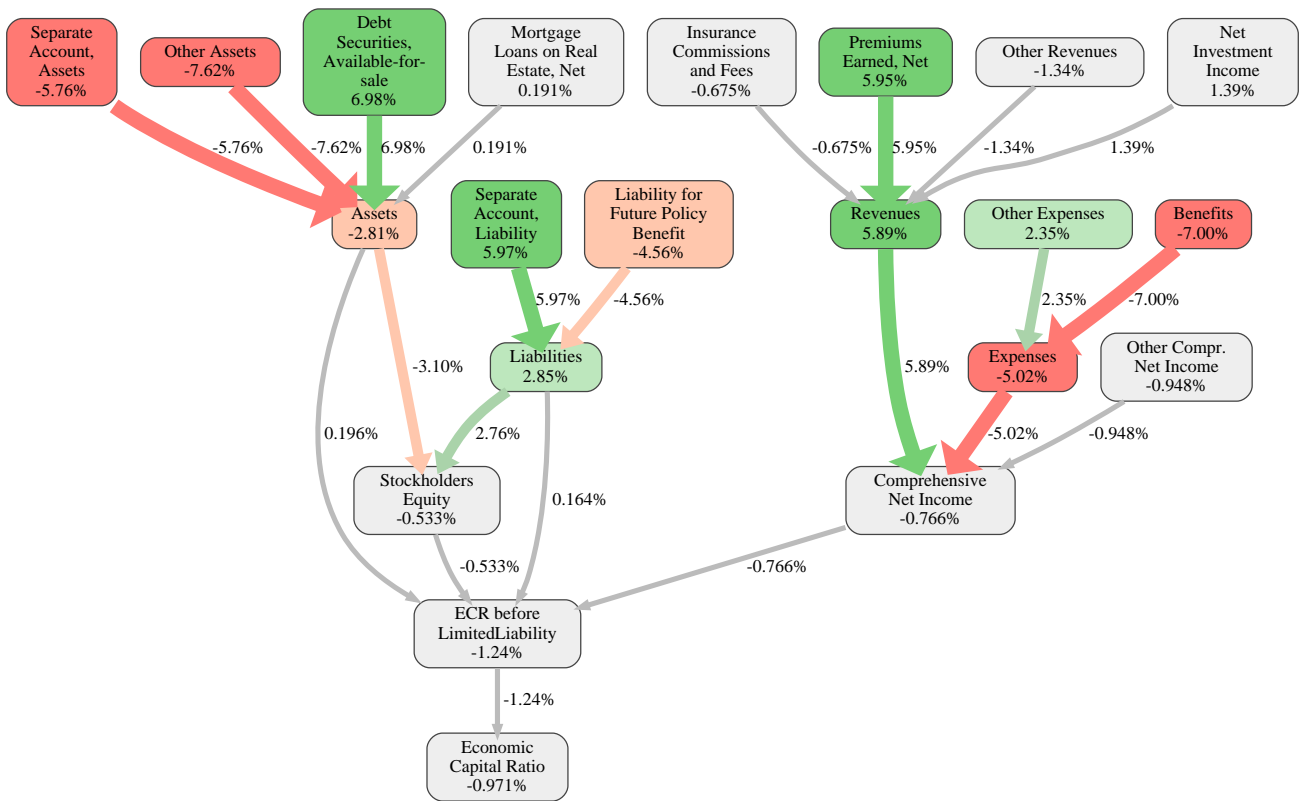 Separate
Account,
Assets
-5.76%
Other Assets
-7.62%
Debt
Securities,
Available-for-
sale
6.98%
Mortgage
Loans on Real
Estate, Net
0.191%
Insurance
Commissions
and Fees
-0.675%
Premiums
Earned, Net
5.95%
Other Revenues
-1.34%
Net
Investment
Income
1.39%
-5.76%
-7.62%
6.98%
0.191%
-0.675%
5.95%
-1.34%
1.39%
Assets
-2.81%
Separate
Account,
Liability
5.97%
Liability for
Future Policy
Benefit
-4.56%
Revenues
5.89%
Other Expenses
2.35%
Benefits
-7.00%
5.97%
-4.56%
2.35%
-7.00%
Liabilities
2.85%
Expenses
-5.02%
Other Compr.
Net Income
-0.948%
-3.10%
5.89%
0.196%
2.76%
-5.02%
-0.948%
Stockholders
Equity
-0.533%
0.164%
Comprehensive
Net Income
-0.766%
-0.533%
-0.766%
ECR before
LimitedLiability
-1.24%
-1.24%
Economic
Capital Ratio
-0.971%